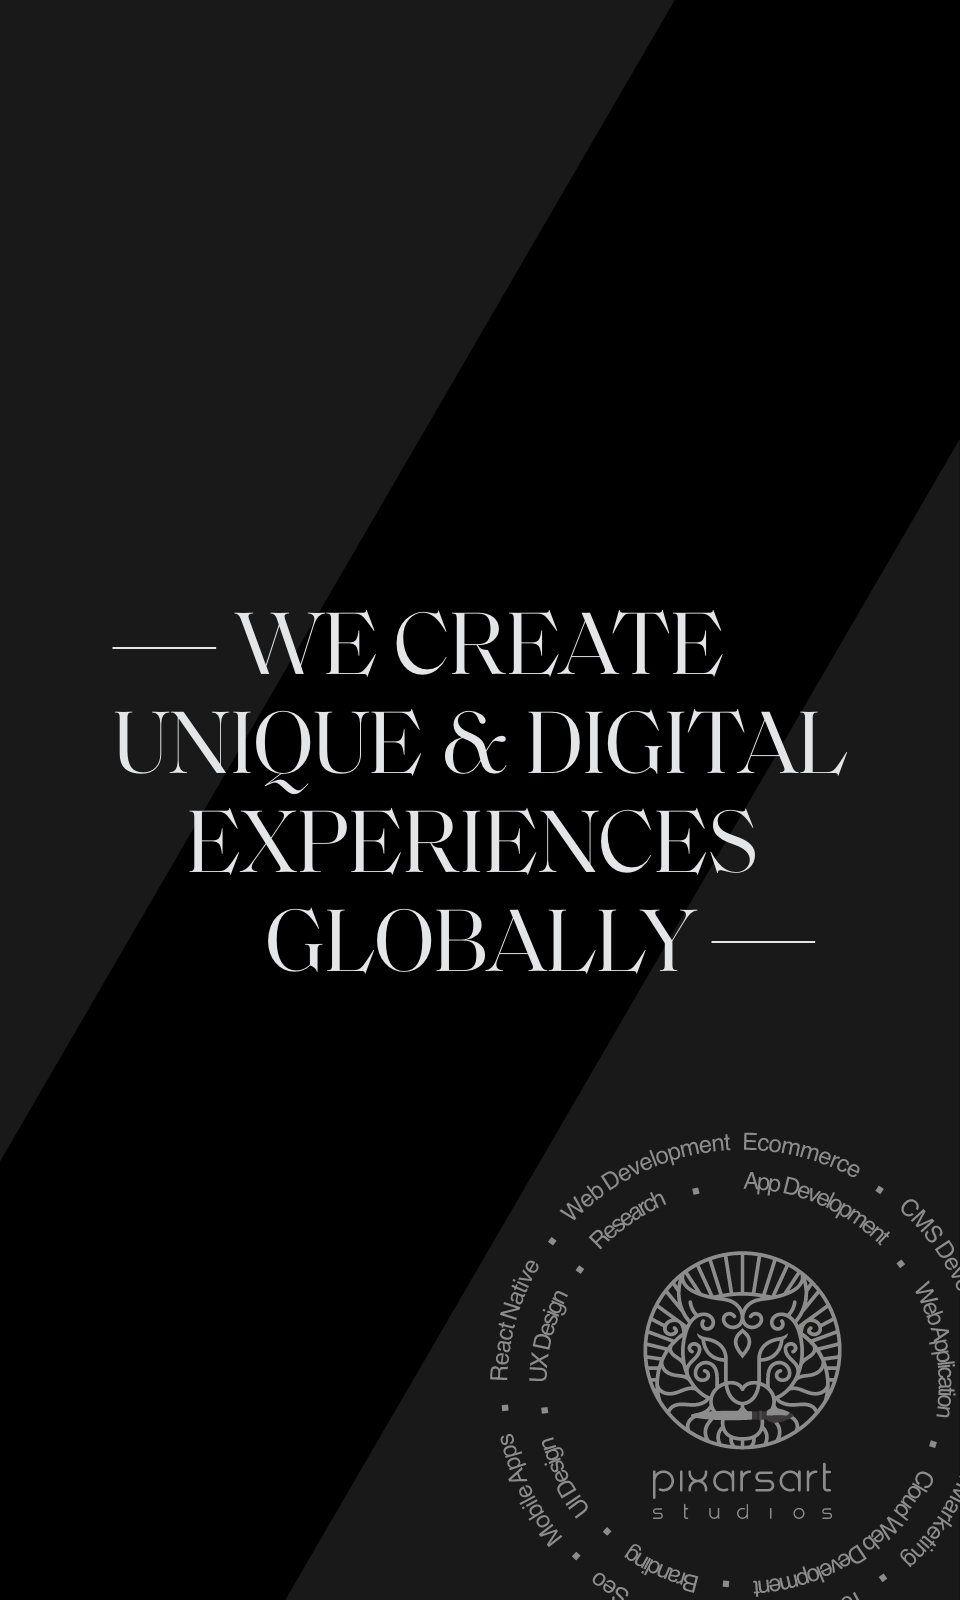 WE CREATE
UNIQUE & DIGITAL
EXPERIENCES
GLOBALLY
Web Development
Ecommerce
CMS
React Native
Mobile Apps
Seo
Marketing
Research
App Development
Web Application
Cloud Web Development
Branding
UI Design
UX Design
pixarsart
studios